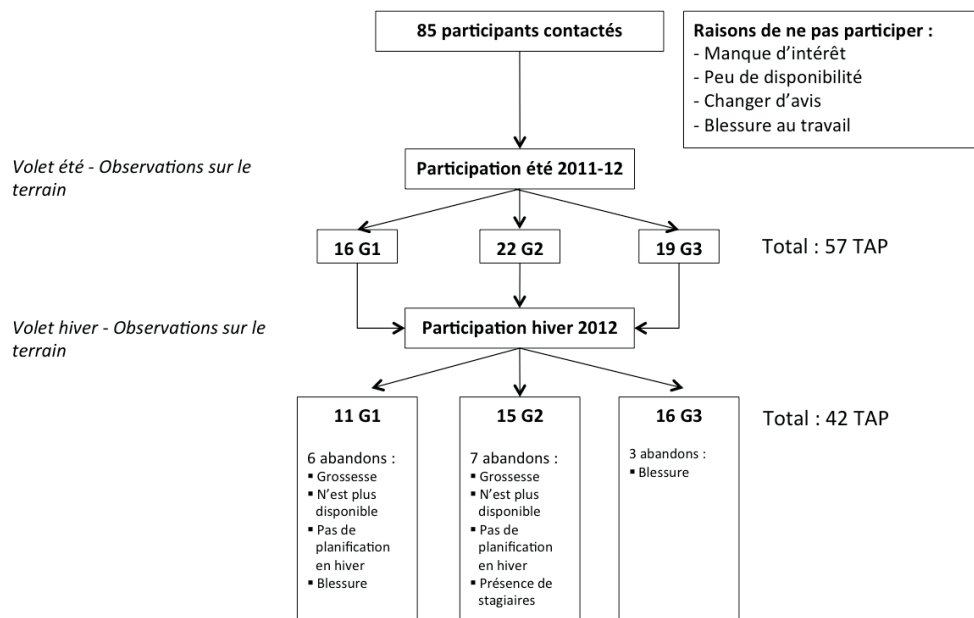 85 participants contactés
Raisons de ne pas participer :
- Manque d'intérêt
- Peu de disponibilité
- Changer d'avis
- Blessure au travail
Volet été - Observations sur le
terrain
Participation été 2011-12
16 G1
22 G2
19 G3
Total : 57 TAP
Volet hiver - Observations sur le
terrain
Participation hiver 2012
11 G1
6 abandons :
▪ Grossesse
▪ N'est plus
disponible
▪ Pas de
planification
en hiver
▪ Blessure
15 G2
7 abandons :
▪ Grossesse
▪ N'est plus
disponible
▪ Pas de
planification
en hiver
▪ Présence de
stagiaires
16 G3
3 abandons :
▪ Blessure
Total : 42 TAP